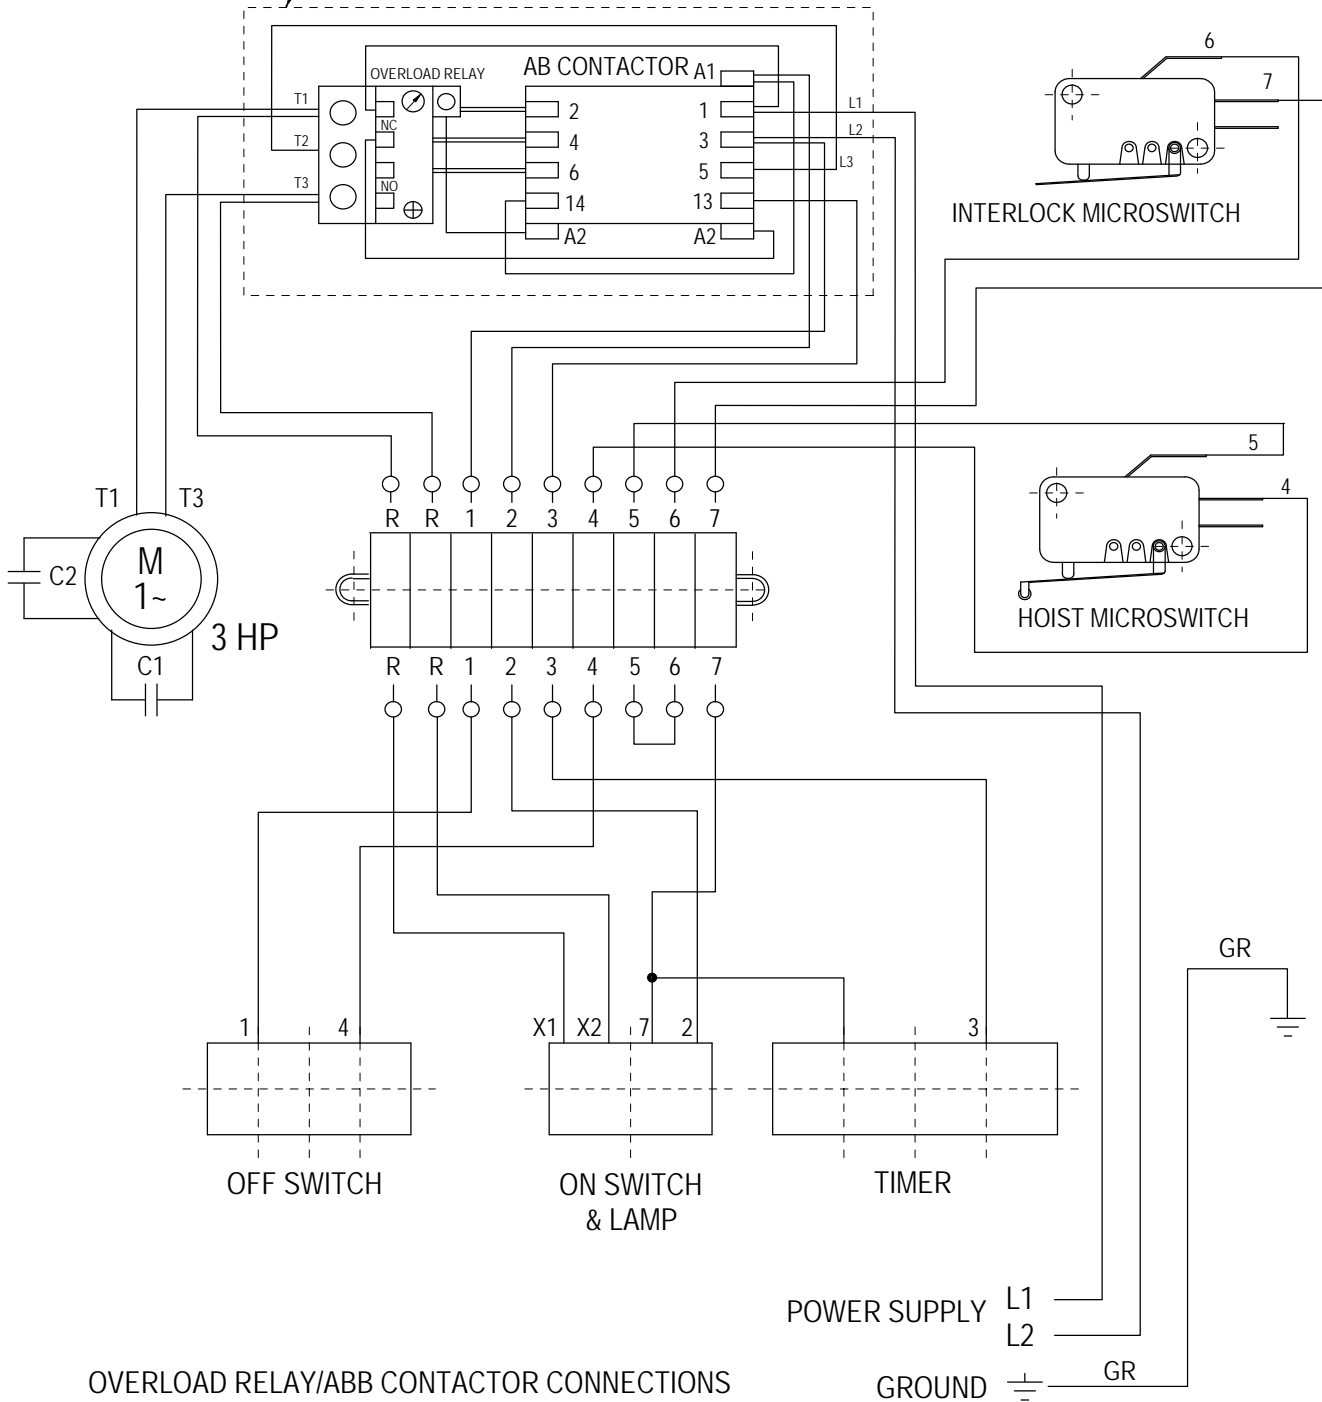 OVERLOAD RELAY
AB CONTACTOR
A1
T1
T2
T3
NC
NO
2
4
6
14
A2
1
3
5
13
A2
L1
L2
L3
6
7
INTERLOCK MICROSWITCH
5
4
HOIST MICROSWITCH
T1 T3
M
1~
C2
C1
3 HP
R R 1 2 3 4 5 6 7
R R 1 2 3 4 5 6 7
1 4
OFF SWITCH
X1 X2 7 2
ON SWITCH
& LAMP
3
TIMER
GR
POWER SUPPLY L1
L2
GROUND
GR
OVERLOAD RELAY/ABB CONTACTOR CONNECTIONS